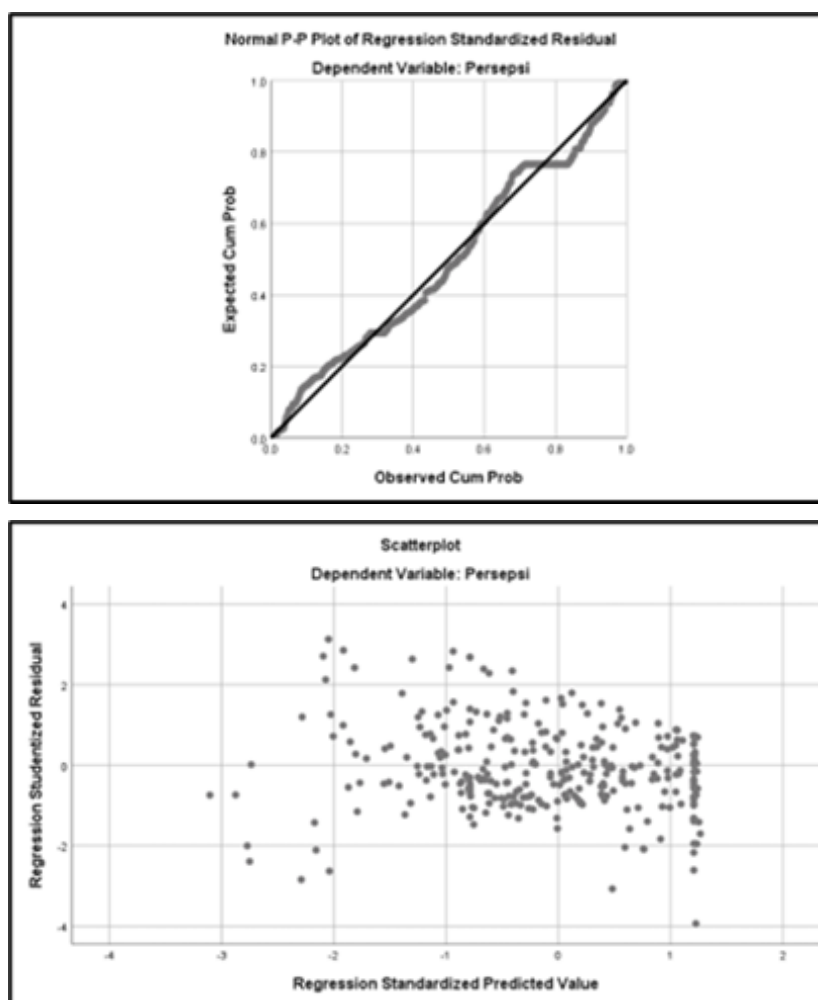 Normal P-P Plot of Regression Standardized Residual
Dependent Variable: Persepsi
1.0
0.8
0.6
0.4
0.2
0.0
0.0 0.2 0.4 0.6 0.8 1.0
Expected Cum Prob
Observed Cum Prob
Scatterplot
Dependent Variable: Persepsi
4
2
0
-2
-4
-4 -3 -2 -1 0 1 2
Regression Studentized Residual
Regression Standardized Predicted Value